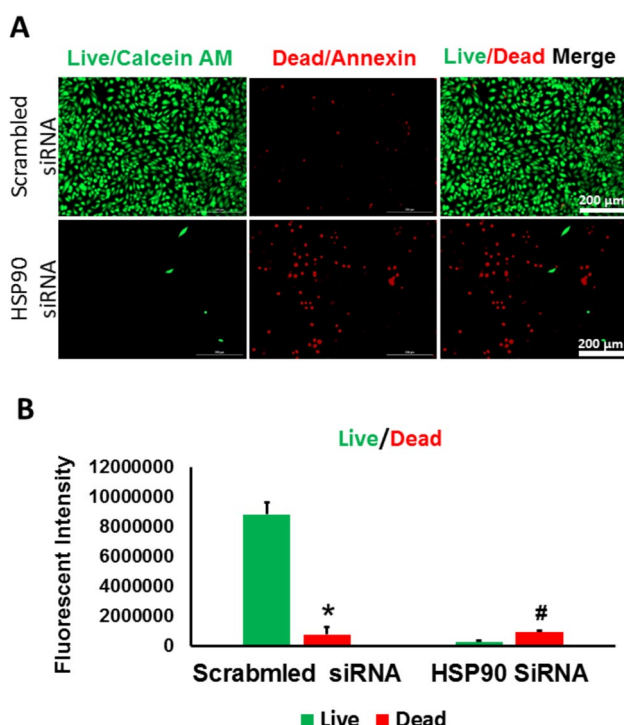 A
Live/Calcein AM Dead/Annexin Live/Dead Merge
Scrambled
siRNA
200 μm
HSP90
siRNA
200 μm
B
Live/Dead
Fluorescent Intensity
12000000
10000000
8000000
6000000
4000000
2000000
0
*
#
Scrabmled siRNA HSP90 SiRNA
Live Dead